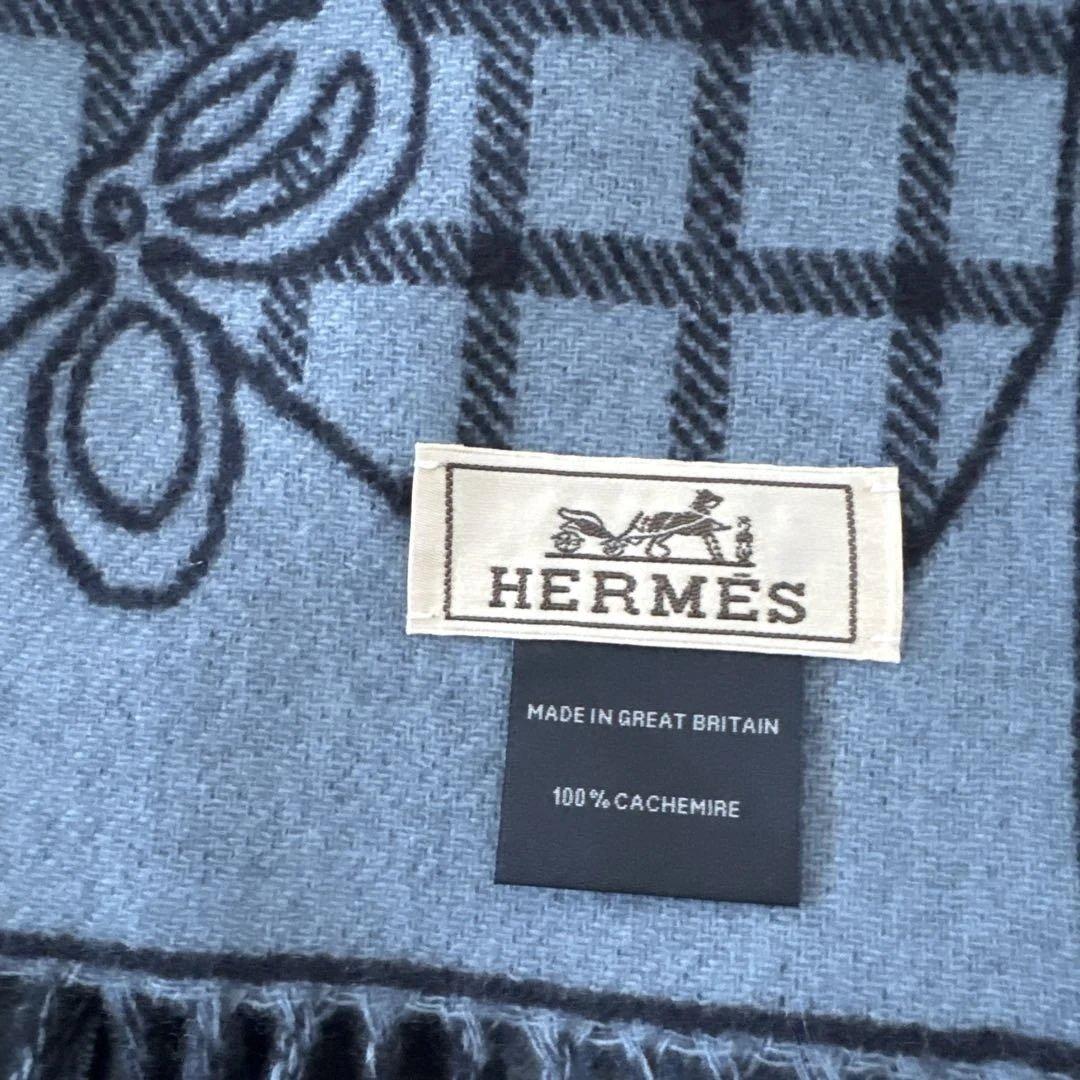 HERMÈS
MADE IN GREAT BRITAIN
100% CACHEMIRE